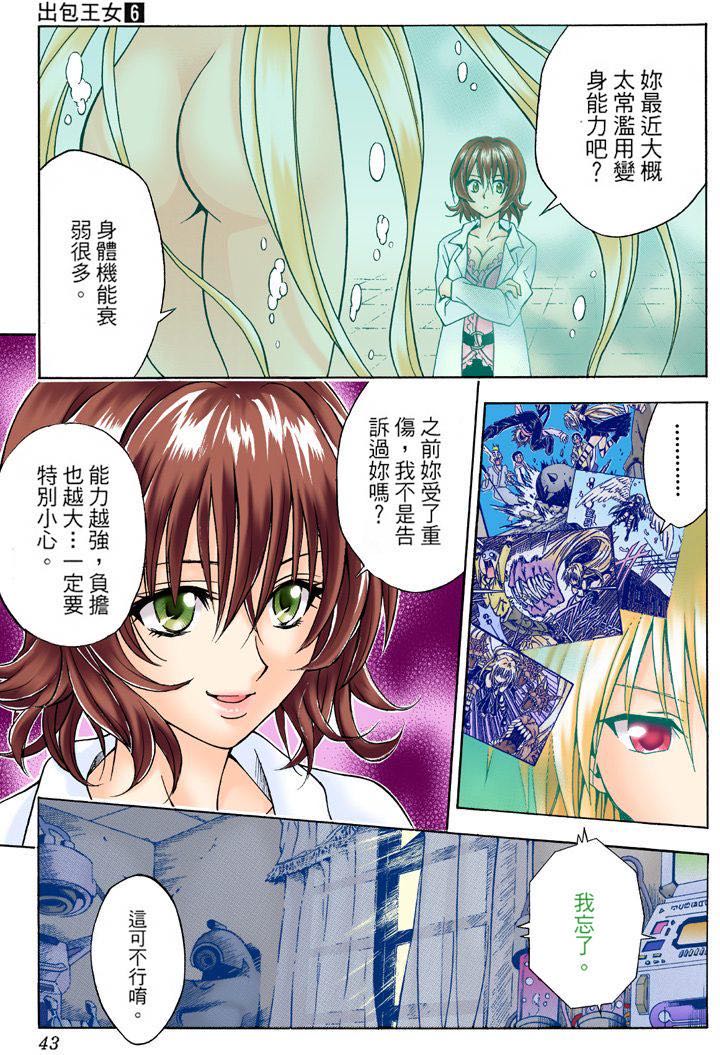 出包王女6
妳最近大概
太常濫用變
身能力吧?
身體機能衰
弱很多。
………
之前妳受了重
傷,我不是告
訴過妳嗎?
能力越強,負擔
也越大…一定要
特別小心。
我忘了。
這可不行唷。
43